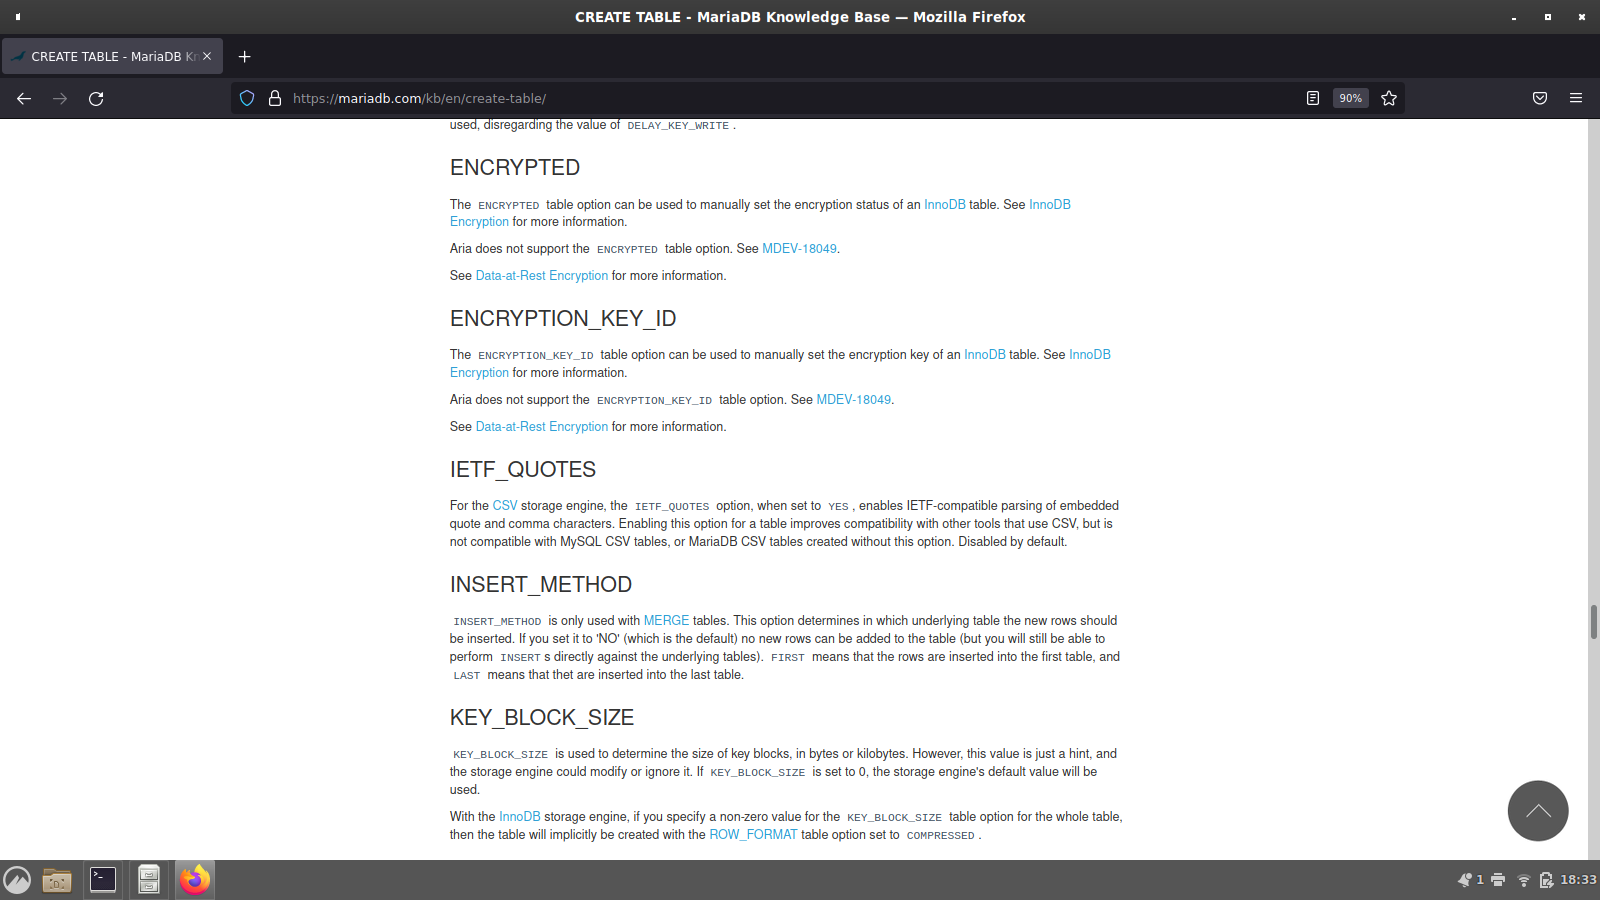 CREATE TABLE - MariaDB Knowledge Base — Mozilla Firefox
CREATE TABLE - MariaDB Kn
https://mariadb.com/kb/en/create-table/
90%
used, disregarding the value of DELAY_KEY_WRITE .
ENCRYPTED
The ENCRYPTED table option can be used to manually set the encryption status of an InnoDB table. See InnoDB
Encryption for more information.
Aria does not support the ENCRYPTED table option. See MDEV-18049.
See Data-at-Rest Encryption for more information.
ENCRYPTION_KEY_ID
The ENCRYPTION_KEY_ID table option can be used to manually set the encryption key of an InnoDB table. See InnoDB
Encryption for more information.
Aria does not support the ENCRYPTION_KEY_ID table option. See MDEV-18049.
See Data-at-Rest Encryption for more information.
IETF_QUOTES
For the CSV storage engine, the IETF_QUOTES option, when set to YES , enables IETF-compatible parsing of embedded
quote and comma characters. Enabling this option for a table improves compatibility with other tools that use CSV, but is
not compatible with MySQL CSV tables, or MariaDB CSV tables created without this option. Disabled by default.
INSERT_METHOD
INSERT_METHOD is only used with MERGE tables. This option determines in which underlying table the new rows should
be inserted. If you set it to 'NO' (which is the default) no new rows can be added to the table (but you will still be able to
perform INSERT s directly against the underlying tables). FIRST means that the rows are inserted into the first table, and
LAST means that thet are inserted into the last table.
KEY_BLOCK_SIZE
KEY_BLOCK_SIZE is used to determine the size of key blocks, in bytes or kilobytes. However, this value is just a hint, and
the storage engine could modify or ignore it. If KEY_BLOCK_SIZE is set to 0, the storage engine's default value will be
used.
With the InnoDB storage engine, if you specify a non-zero value for the KEY_BLOCK_SIZE table option for the whole table,
then the table will implicitly be created with the ROW_FORMAT table option set to COMPRESSED .
1
18:33